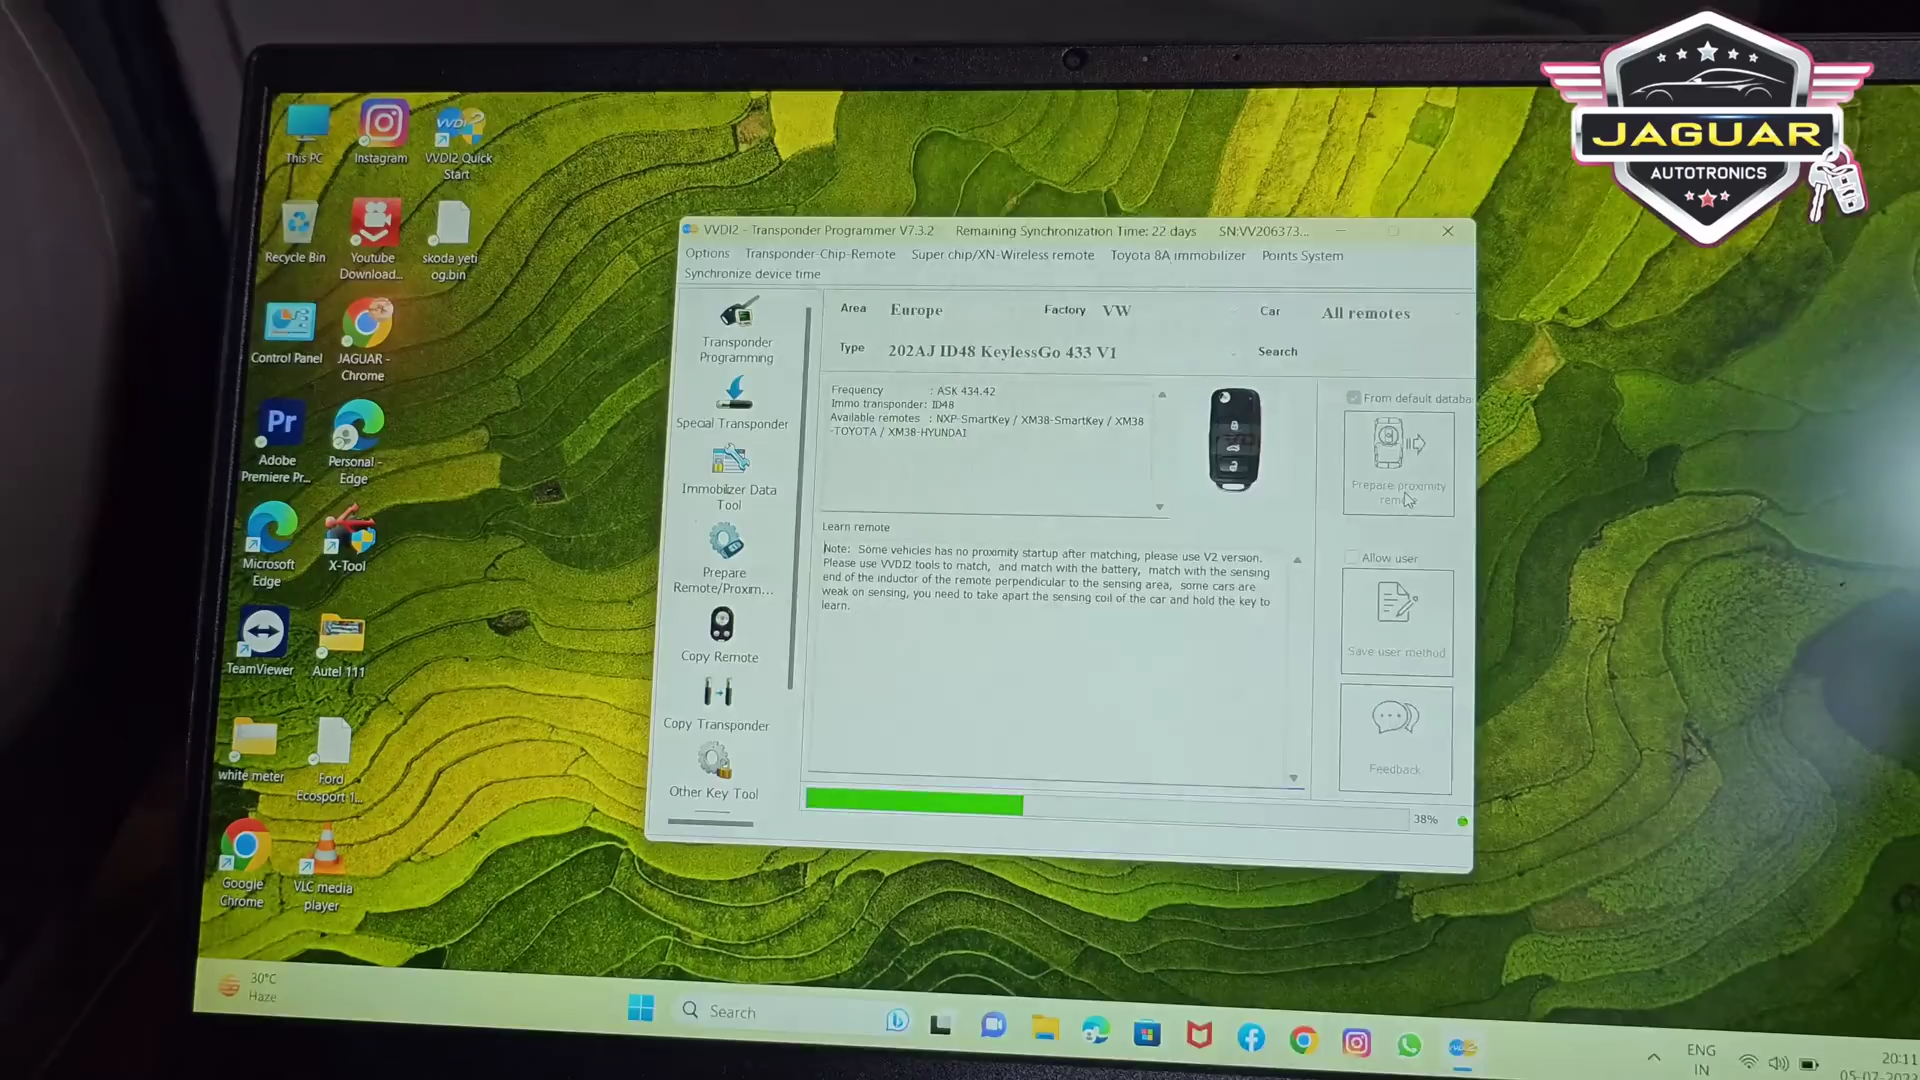 JAGUAR
AUTOTRONICS
This PC
Instagram
VVDI2 Quick
Start
Recycle Bin
Youtube
Download...
skoda yeti
og.bin
Control Panel
JAGUAR -
Chrome
Adobe
Premiere Pr...
Personal -
Edge
Microsoft
Edge
X-Tool
TeamViewer
Autel 111
white meter
Ford
Ecosport 1...
Google
Chrome
VLC media
player
VVDI2 - Transponder Programmer V7.3.2 Remaining Synchronization Time: 22 days SN:VV206373...
Options Transponder-Chip-Remote Super chip/XN-Wireless remote Toyota 8A immobilizer Points System
Synchronize device time
Transponder
Programming
Special Transponder
Immobilizer Data
Tool
Prepare
Remote/Proxim...
Copy Remote
Copy Transponder
Other Key Tool
Area Europe Factory VW Car All remotes
Type 202AJ ID48 KeylessGo 433 V1 Search
Frequency : ASK 434.42
Immo transponder: ID48
Available remotes : NXP-SmartKey / XM38-SmartKey / XM38
-TOYOTA / XM38-HYUNDAI
From default databa
Prepare proximity
remote
Learn remote
Note: Some vehicles has no proximity startup after matching, please use V2 version.
Please use VVDI2 tools to match, and match with the battery, match with the sensing
end of the inductor of the remote perpendicular to the sensing area, some cars are
weak on sensing, you need to take apart the sensing coil of the car and hold the key to
learn.
Allow user
Save user method
Feedback
38%
30°C
Haze
Search
ENG
IN
20:11